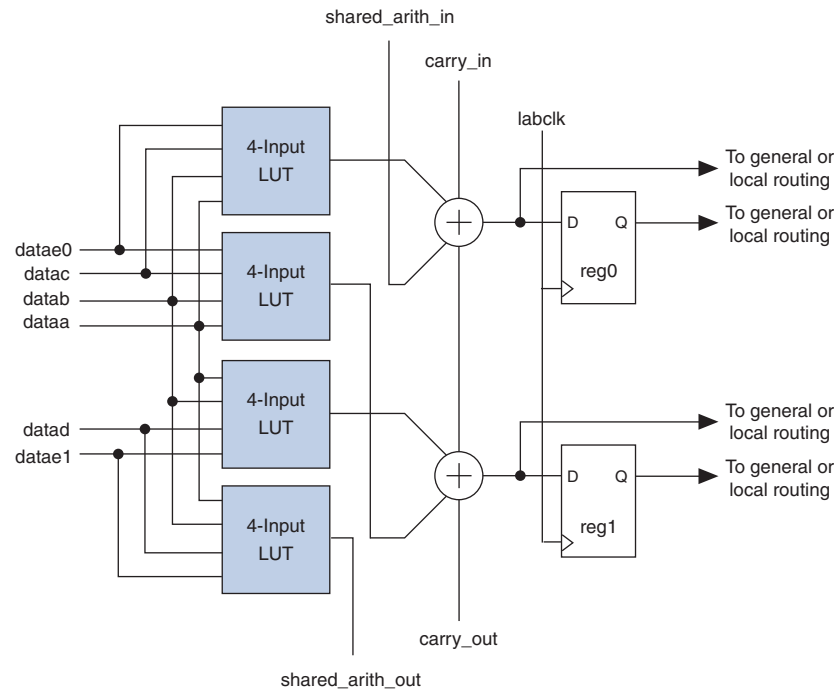 shared_arith_in
carry_in
labclk
4-Input
LUT
To general or
local routing
D
Q
reg0
To general or
local routing
datae0
datac
datab
dataa
4-Input
LUT
4-Input
LUT
To general or
local routing
datad
datae1
D
Q
reg1
To general or
local routing
4-Input
LUT
carry_out
shared_arith_out